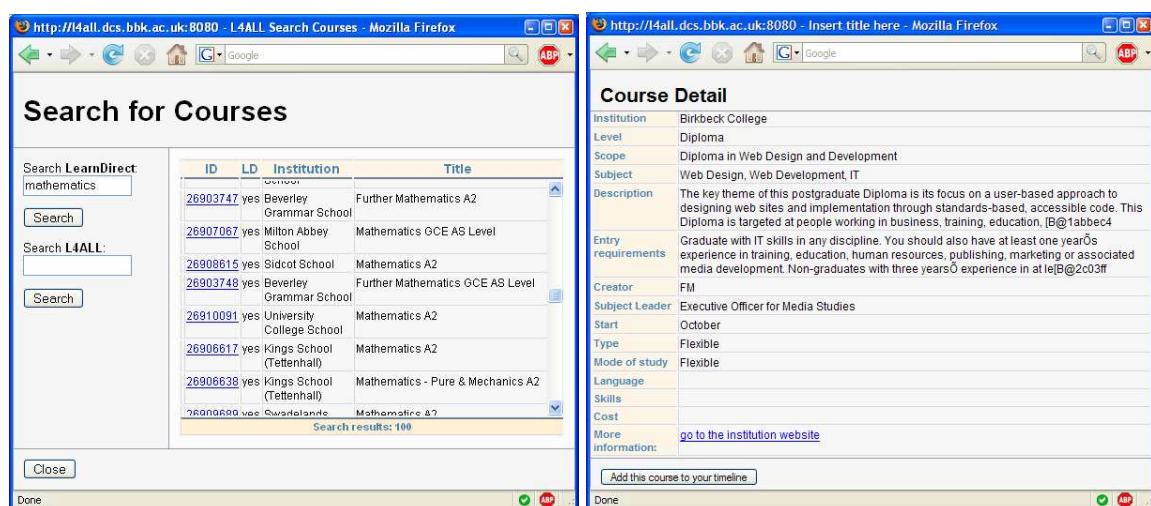 http://l4all.dcs.bbk.ac.uk:8080 - L4ALL Search Courses - Mozilla Firefox
G Google
ABP
Search for Courses
Search LearnDirect:
mathematics
Search
Search L4ALL:
Search
ID LD Institution Title
School
26903747 yes Beverley Further Mathematics A2
Grammar School
26907067 yes Milton Abbey Mathematics GCE AS Level
School
26908615 yes Sidcot School Mathematics A2
26903748 yes Beverley Further Mathematics GCE AS Level
Grammar School
26910091 yes University Mathematics A2
College School
26906617 yes Kings School Mathematics A2
(Tettenhall)
26906638 yes Kings School Mathematics - Pure & Mechanics A2
(Tettenhall)
26909689 yes Swadelands Mathematics A2
Search results: 100
Close
Done
ABP
http://l4all.dcs.bbk.ac.uk:8080 - Insert title here - Mozilla Firefox
G Google
ABP
Course Detail
Institution Birkbeck College
Level Diploma
Scope Diploma in Web Design and Development
Subject Web Design, Web Development, IT
Description The key theme of this postgraduate Diploma is its focus on a user-based approach to
designing web sites and implementation through standards-based, accessible code. This
Diploma is targeted at people working in business, training, education, [B@1abbec4
Entry Graduate with IT skills in any discipline. You should also have at least one yearÕs
requirements experience in training, education, human resources, publishing, marketing or associated
media development. Non-graduates with three yearsÕ experience in at le[B@2c03ff
Creator FM
Subject Leader Executive Officer for Media Studies
Start October
Type Flexible
Mode of study Flexible
Language
Skills
Cost
More go to the institution website
information:
Add this course to your timeline
Done
ABP